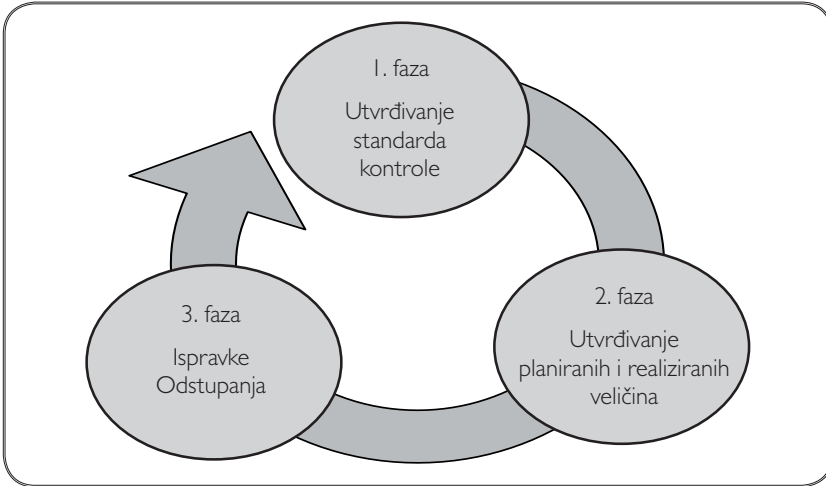 1. faza
Utvrđivanje
standarda
kontrole
2. faza
Utvrđivanje
planiranih i realiziranih
veličina
3. faza
Ispravke
Odstupanja